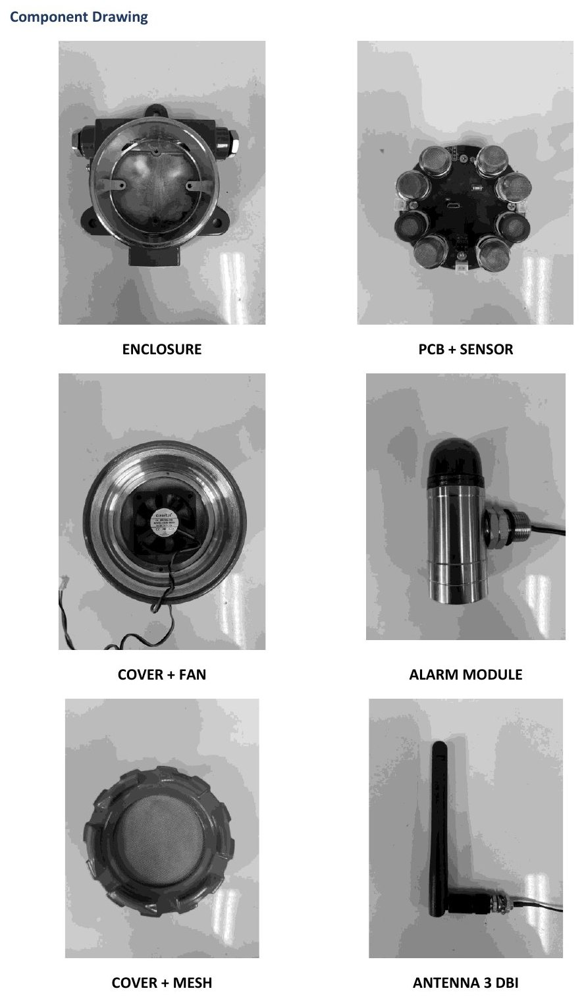 Component Drawing
ENCLOSURE
PCB + SENSOR
COVER + FAN
ALARM MODULE
COVER + MESH
ANTENNA 3 DBI